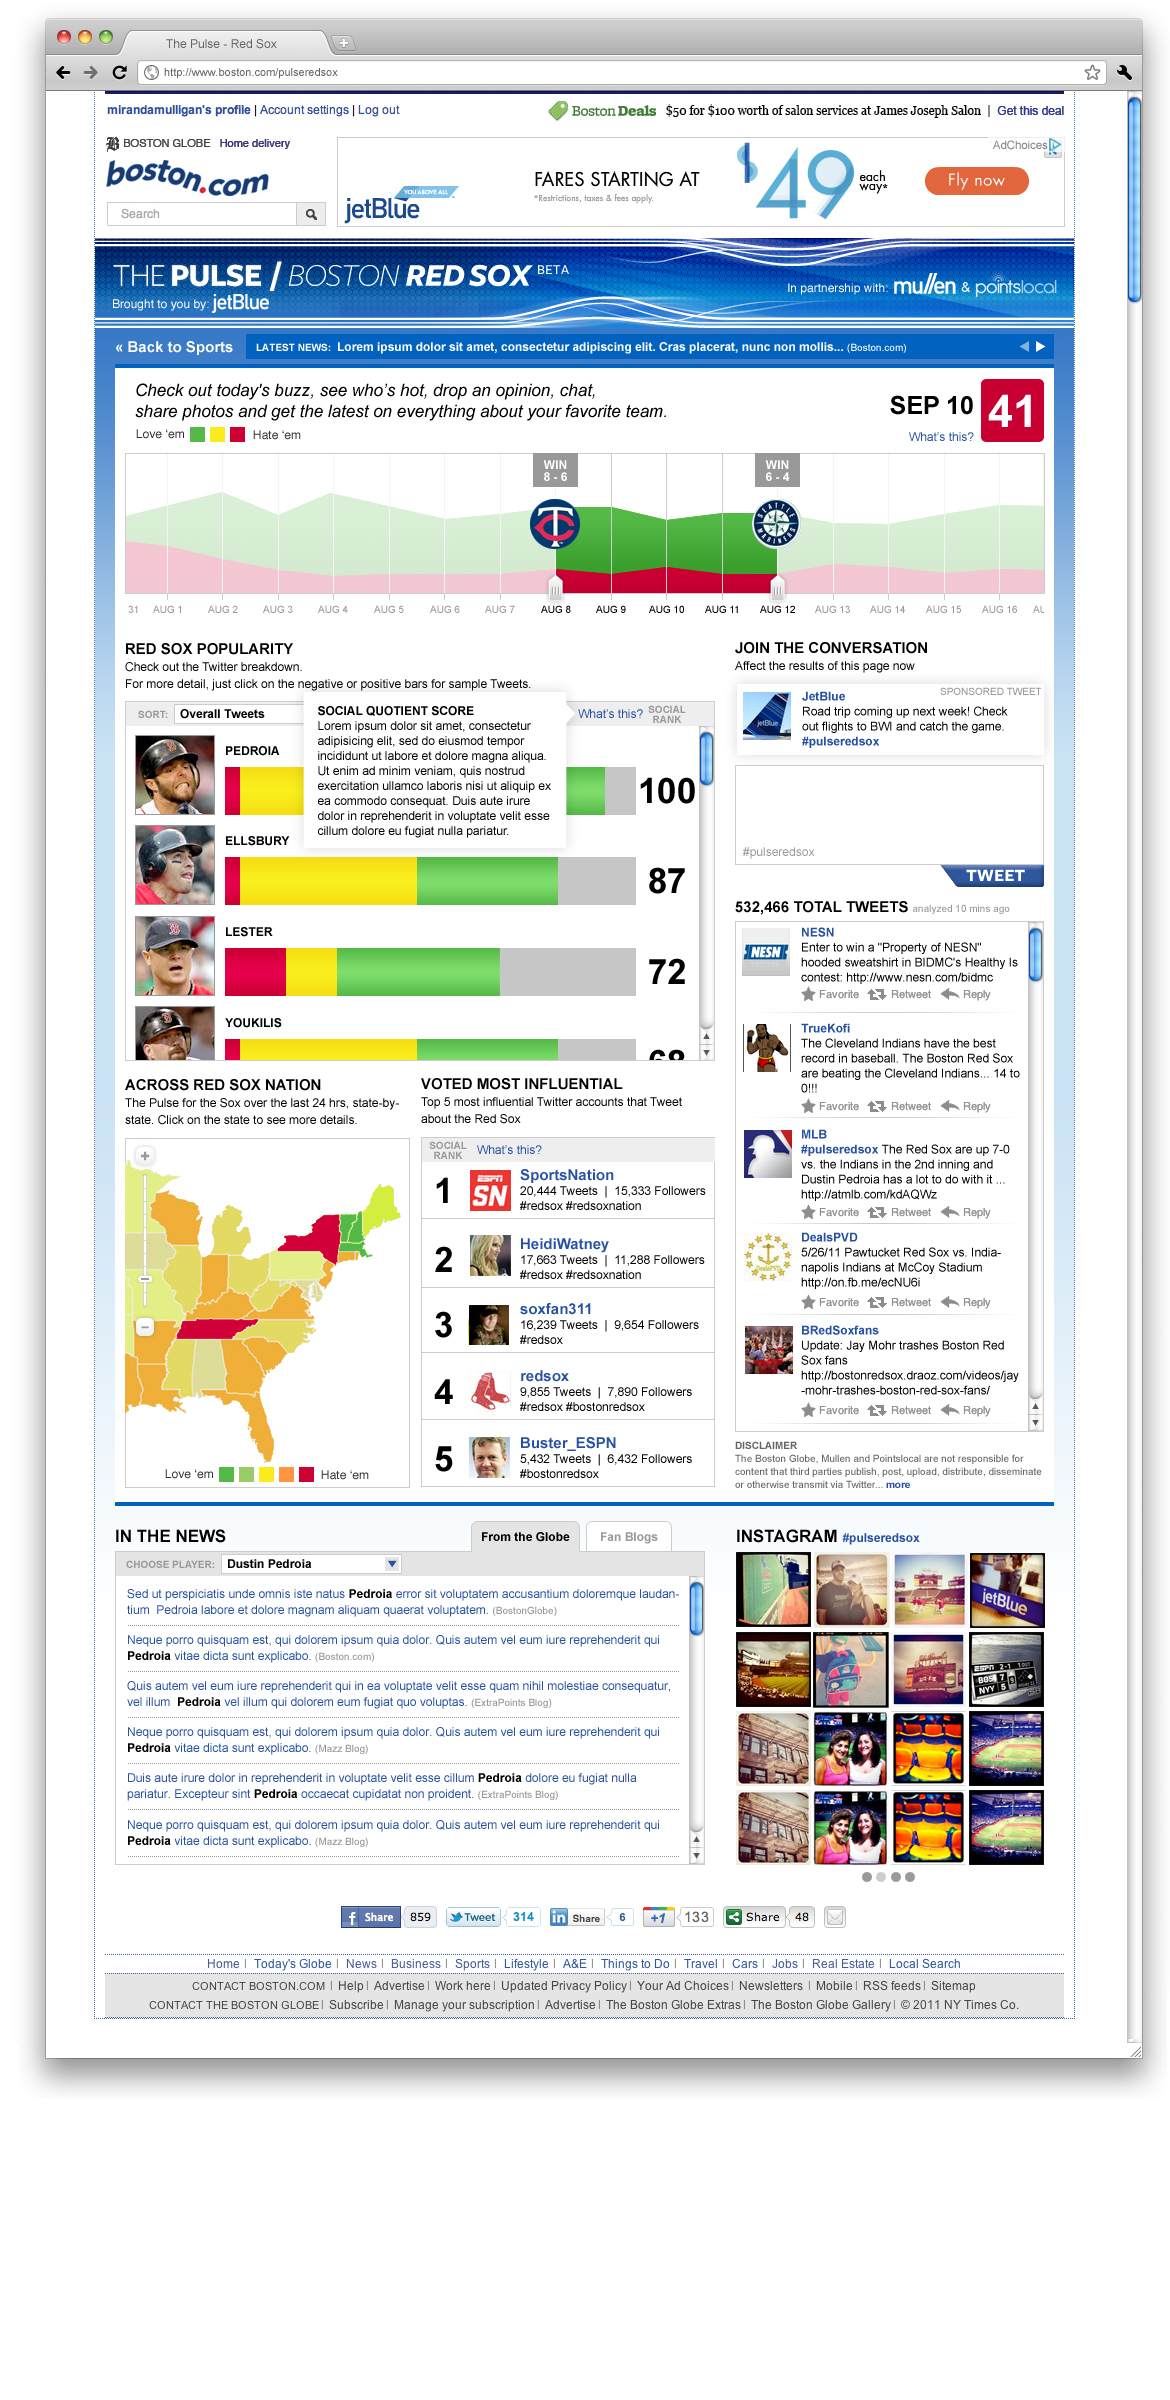 The Pulse - Red Sox
http://www.boston.com/pulseredsox
mirandamulligan's profile | Account settings | Log out
Boston Deals $50 for $100 worth of salon services at James Joseph Salon | Get this deal
BOSTON GLOBE Home delivery
boston.com
Search
AdChoices
YOU ABOVE ALL
jetBlue
FARES STARTING AT
*Restrictions, taxes & fees apply.
$49 each way*
Fly now
THE PULSE / BOSTON RED SOX BETA
Brought to you by: jetBlue
In partnership with: mullen & pointslocal
« Back to Sports
LATEST NEWS: Lorem ipsum dolor sit amet, consectetur adipiscing elit. Cras placerat, nunc non mollis... (Boston.com)
Check out today's buzz, see who's hot, drop an opinion, chat,
share photos and get the latest on everything about your favorite team.
Love 'em Hate 'em
SEP 10 41
What's this?
WIN
8 - 6
WIN
6 - 4
SEATTLE
MARINERS
31 AUG 1 AUG 2 AUG 3 AUG 4 AUG 5 AUG 6 AUG 7 AUG 8 AUG 9 AUG 10 AUG 11 AUG 12 AUG 13 AUG 14 AUG 15 AUG 16 AU
RED SOX POPULARITY
Check out the Twitter breakdown.
For more detail, just click on the negative or positive bars for sample Tweets.
SORT: Overall Tweets
What's this? SOCIAL RANK
SOCIAL QUOTIENT SCORE
Lorem ipsum dolor sit amet, consectetur
adipisicing elit, sed do eiusmod tempor
incididunt ut labore et dolore magna aliqua.
Ut enim ad minim veniam, quis nostrud
exercitation ullamco laboris nisi ut aliquip ex
ea commodo consequat. Duis aute irure
dolor in reprehenderit in voluptate velit esse
cillum dolore eu fugiat nulla pariatur.
PEDROIA
100
ELLSBURY
87
LESTER
72
YOUKILIS
68
JOIN THE CONVERSATION
Affect the results of this page now
SPONSORED TWEET
JetBlue
Road trip coming up next week! Check
out flights to BWI and catch the game.
#pulseredsox
#pulseredsox
TWEET
532,466 TOTAL TWEETS analyzed 10 mins ago
NESN
NESN
Enter to win a "Property of NESN"
hooded sweatshirt in BIDMC's Healthy Is
contest: http://www.nesn.com/bidmc
Favorite Retweet Reply
TrueKofi
The Cleveland Indians have the best
record in baseball. The Boston Red Sox
are beating the Cleveland Indians... 14 to
0!!!
Favorite Retweet Reply
MLB
#pulseredsox The Red Sox are up 7-0
vs. the Indians in the 2nd inning and
Dustin Pedroia has a lot to do with it ...
http://atmlb.com/kdAQWz
Favorite Retweet Reply
DealsPVD
5/26/11 Pawtucket Red Sox vs. India-
napolis Indians at McCoy Stadium
http://on.fb.me/ecNU6i
Favorite Retweet Reply
BRedSoxfans
Update: Jay Mohr trashes Boston Red
Sox fans
http://bostonredsox.draoz.com/videos/jay
-mohr-trashes-boston-red-sox-fans/
Favorite Retweet Reply
DISCLAIMER
The Boston Globe, Mullen and Pointslocal are not responsible for
content that third parties publish, post, upload, distribute, disseminate
or otherwise transmit via Twitter... more
ACROSS RED SOX NATION
The Pulse for the Sox over the last 24 hrs, state-by-
state. Click on the state to see more details.
Love 'em Hate 'em
VOTED MOST INFLUENTIAL
Top 5 most influential Twitter accounts that Tweet
about the Red Sox
SOCIAL RANK What's this?
1 ESPN SN SportsNation
20,444 Tweets | 15,333 Followers
#redsox #redsoxnation
2 HeidiWatney
17,663 Tweets | 11,288 Followers
#redsox #redsoxnation
3 soxfan311
16,239 Tweets | 9,654 Followers
#redsox
4 redsox
9,855 Tweets | 7,890 Followers
#redsox #bostonredsox
5 Buster_ESPN
5,432 Tweets | 6,432 Followers
#bostonredsox
IN THE NEWS
From the Globe Fan Blogs
CHOOSE PLAYER: Dustin Pedroia
Sed ut perspiciatis unde omnis iste natus Pedroia error sit voluptatem accusantium doloremque laudan-
tium Pedroia labore et dolore magnam aliquam quaerat voluptatem. (BostonGlobe)
Neque porro quisquam est, qui dolorem ipsum quia dolor. Quis autem vel eum iure reprehenderit qui
Pedroia vitae dicta sunt explicabo. (Boston.com)
Quis autem vel eum iure reprehenderit qui in ea voluptate velit esse quam nihil molestiae consequatur,
vel illum Pedroia vel illum qui dolorem eum fugiat quo voluptas. (ExtraPoints Blog)
Neque porro quisquam est, qui dolorem ipsum quia dolor. Quis autem vel eum iure reprehenderit qui
Pedroia vitae dicta sunt explicabo. (Mazz Blog)
Duis aute irure dolor in reprehenderit in voluptate velit esse cillum Pedroia dolore eu fugiat nulla
pariatur. Excepteur sint Pedroia occaecat cupidatat non proident. (ExtraPoints Blog)
Neque porro quisquam est, qui dolorem ipsum quia dolor. Quis autem vel eum iure reprehenderit qui
Pedroia vitae dicta sunt explicabo. (Mazz Blog)
INSTAGRAM #pulseredsox
jetBlue
Share 859 Tweet 314 Share 6 +1 133 Share 48
Home | Today's Globe | News | Business | Sports | Lifestyle | A&E | Things to Do | Travel | Cars | Jobs | Real Estate | Local Search
CONTACT BOSTON.COM | Help | Advertise | Work here | Updated Privacy Policy | Your Ad Choices | Newsletters | Mobile | RSS feeds | Sitemap
CONTACT THE BOSTON GLOBE | Subscribe | Manage your subscription | Advertise | The Boston Globe Extras | The Boston Globe Gallery | © 2011 NY Times Co.